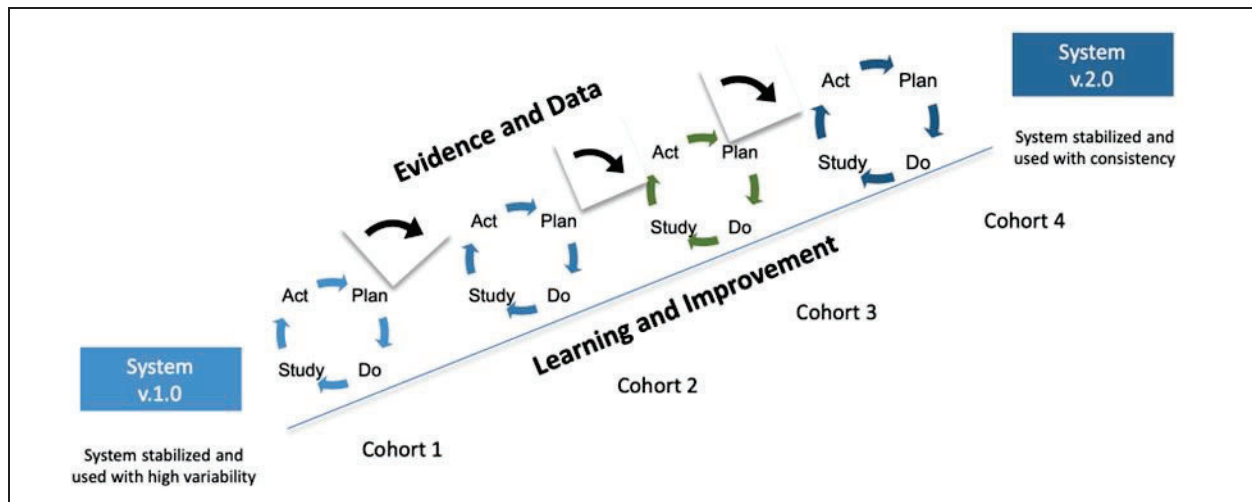 System
v.1.0
System stabilized and
used with high variability
Act
Plan
Study
Do
Cohort 1
Act
Plan
Study
Do
Cohort 2
Act
Plan
Study
Do
Cohort 3
Act
Plan
Study
Do
Cohort 4
Evidence and Data
Learning and Improvement
System
v.2.0
System stabilized and
used with consistency